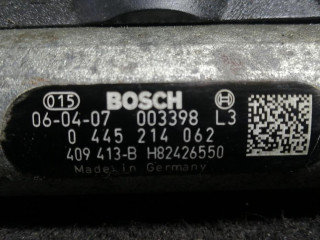 015 BOSCH
06-04-07 003398 L3
0 445 214 062
409 413-B H82426550
Made in Germany